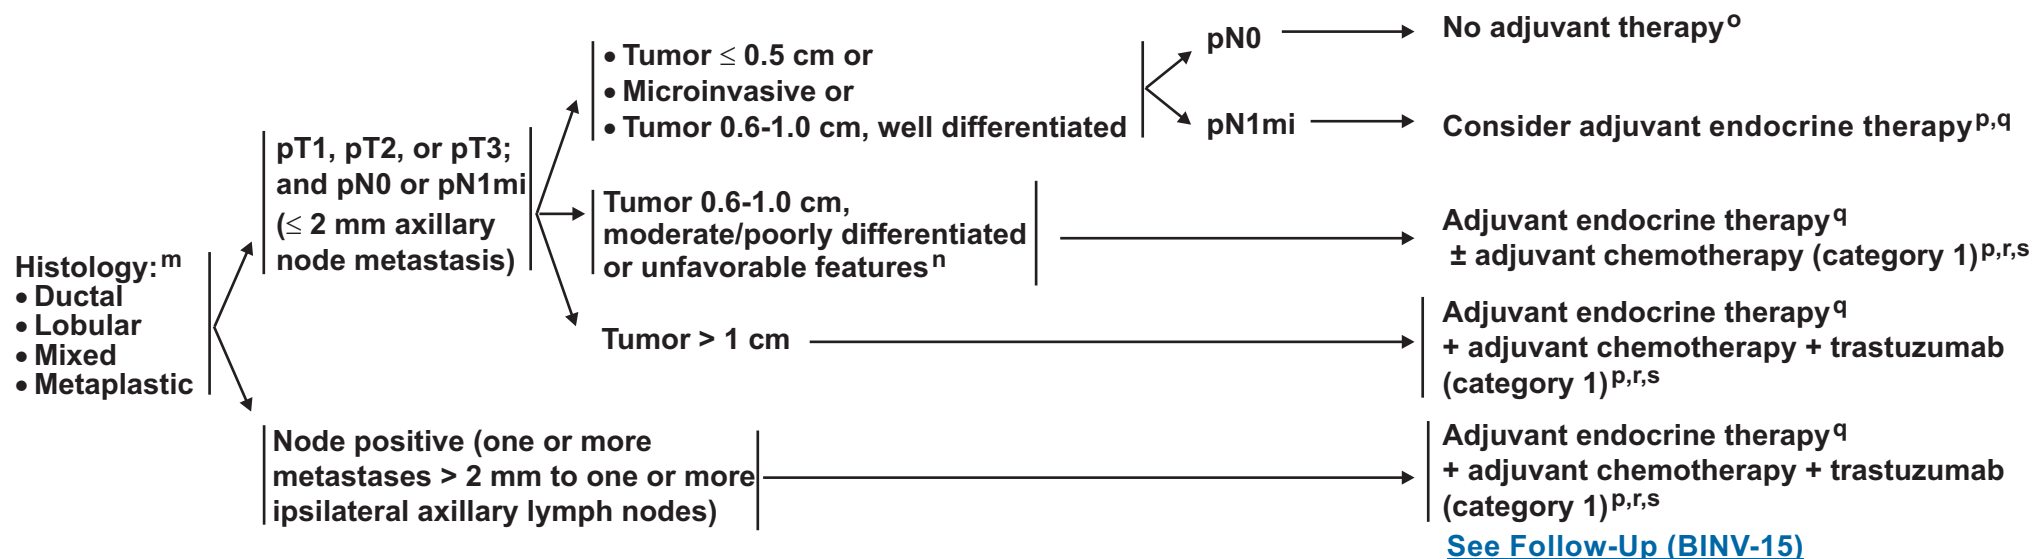 Histology:m
• Ductal
• Lobular
• Mixed
• Metaplastic
pT1, pT2, or pT3;
and pN0 or pN1mi
(≤ 2 mm axillary
node metastasis)
• Tumor ≤ 0.5 cm or
• Microinvasive or
• Tumor 0.6-1.0 cm, well differentiated
pN0
No adjuvant therapyo
pN1mi
Consider adjuvant endocrine therapyp,q
Tumor 0.6-1.0 cm,
moderate/poorly differentiated
or unfavorable featuresn
Adjuvant endocrine therapyq
± adjuvant chemotherapy (category 1)p,r,s
Tumor > 1 cm
Adjuvant endocrine therapyq
+ adjuvant chemotherapy + trastuzumab
(category 1)p,r,s
Node positive (one or more
metastases > 2 mm to one or more
ipsilateral axillary lymph nodes)
Adjuvant endocrine therapyq
+ adjuvant chemotherapy + trastuzumab
(category 1)p,r,s
See Follow-Up (BINV-15)